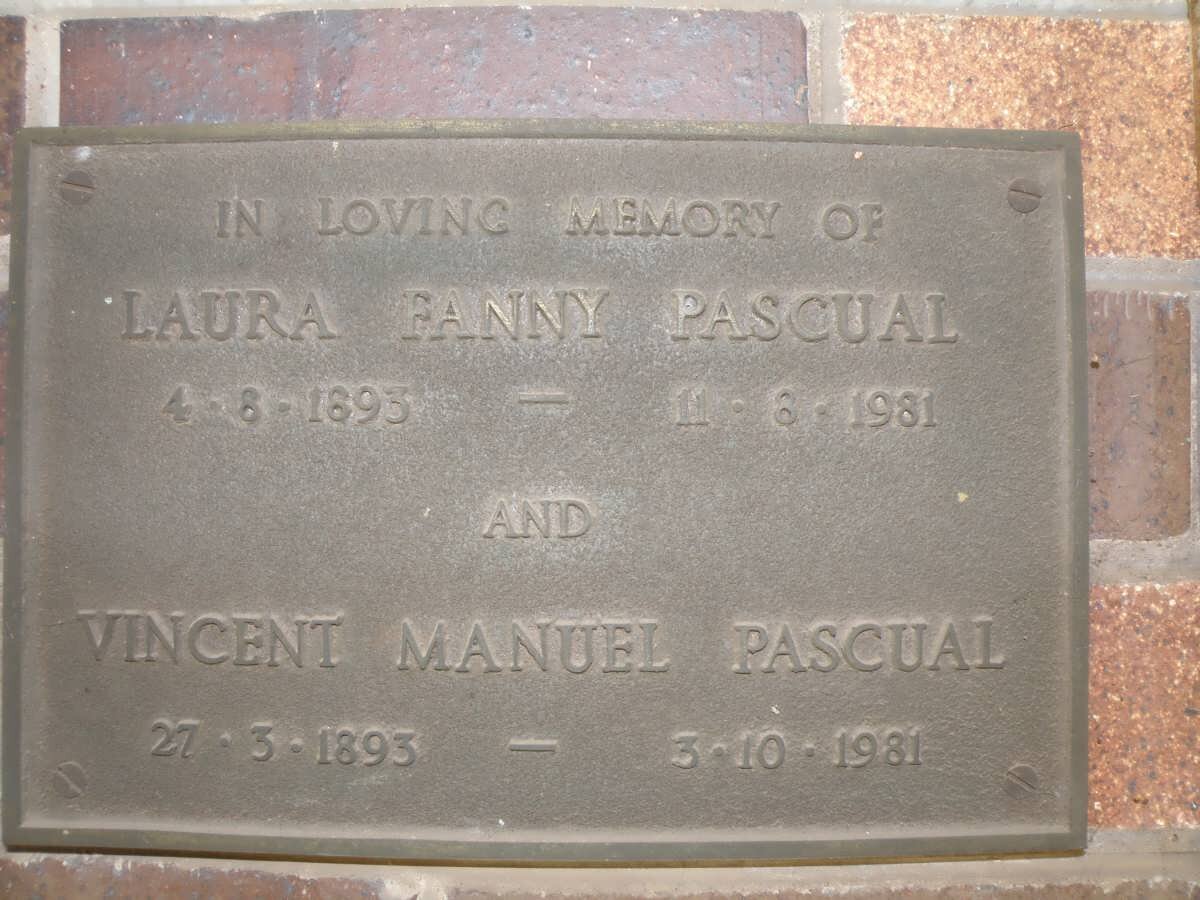 IN LOVING MEMORY OF
LAURA FANNY PASCUAL
4·8·1893 — 11·8·1981
AND
VINCENT MANUEL PASCUAL
27·3·1893 — 3·10·1981